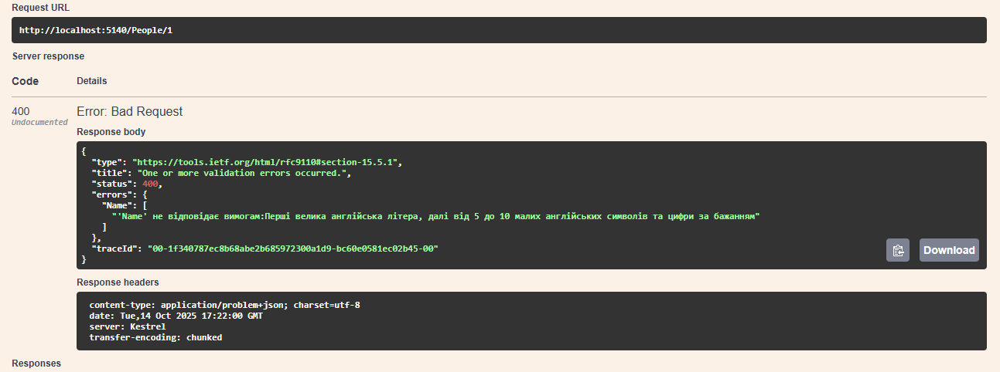 Request URL
http://localhost:5140/People/1
Server response
Code Details
400 Error: Bad Request
Undocumented
Response body
{
"type": "https://tools.ietf.org/html/rfc9110#section-15.5.1",
"title": "One or more validation errors occurred.",
"status": 400,
"errors": {
"Name": [
"'Name' не відповідає вимогам:Перші велика англійська літера, далі від 5 до 10 малих англійських символів та цифри за бажанням"
]
},
"traceId": "00-1f340787ec8b68abe2b685972300a1d9-bc60e0581ec02b45-00"
}
Download
Response headers
content-type: application/problem+json; charset=utf-8
date: Tue,14 Oct 2025 17:22:00 GMT
server: Kestrel
transfer-encoding: chunked
Responses